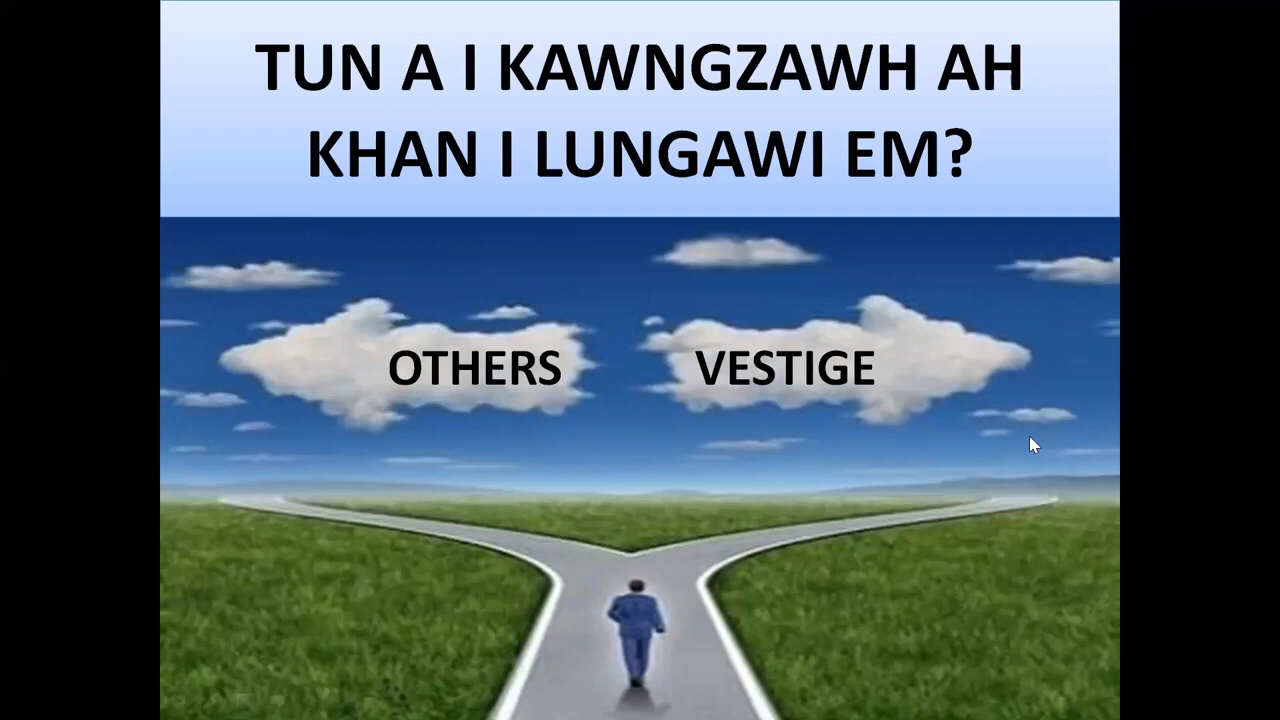 TUN A I KAWNGZAWH AH
KHAN I LUNGAWI EM?
OTHERS
VESTIGE